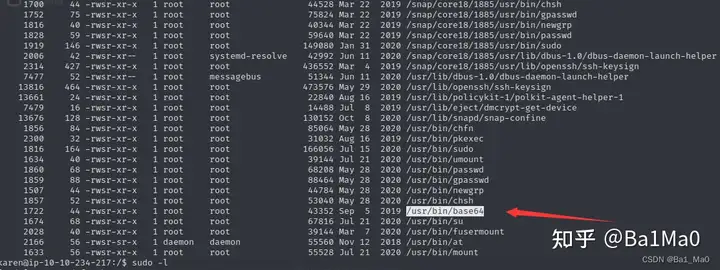 1700 44 -rwsr-xr-x 1 root root 44528 Mar 22 2019 /snap/core18/1885/usr/bin/chsh
1752 75 -rwsr-xr-x 1 root root 75824 Mar 22 2019 /snap/core18/1885/usr/bin/gpasswd
1816 40 -rwsr-xr-x 1 root root 40344 Mar 22 2019 /snap/core18/1885/usr/bin/newgrp
1828 59 -rwsr-xr-x 1 root root 59640 Mar 22 2019 /snap/core18/1885/usr/bin/passwd
1919 146 -rwsr-xr-x 1 root root 149080 Jan 31 2020 /snap/core18/1885/usr/bin/sudo
2006 42 -rwsr-xr-- 1 root systemd-resolve 42992 Jun 11 2020 /snap/core18/1885/usr/lib/dbus-1.0/dbus-daemon-launch-helper
2314 427 -rwsr-xr-x 1 root root 436552 Mar 4 2019 /snap/core18/1885/usr/lib/openssh/ssh-keysign
7477 52 -rwsr-xr-- 1 root messagebus 51344 Jun 11 2020 /usr/lib/dbus-1.0/dbus-daemon-launch-helper
13816 464 -rwsr-xr-x 1 root root 473576 May 29 2020 /usr/lib/openssh/ssh-keysign
13661 24 -rwsr-xr-x 1 root root 22840 Aug 16 2019 /usr/lib/policykit-1/polkit-agent-helper-1
7479 16 -rwsr-xr-x 1 root root 14488 Jul 8 2019 /usr/lib/eject/dmcrypt-get-device
13676 128 -rwsr-xr-x 1 root root 130152 Oct 8 2020 /usr/lib/snapd/snap-confine
1856 84 -rwsr-xr-x 1 root root 85064 May 28 2020 /usr/bin/chfn
2300 32 -rwsr-xr-x 1 root root 31032 Aug 16 2019 /usr/bin/pkexec
1816 164 -rwsr-xr-x 1 root root 166056 Jul 15 2020 /usr/bin/sudo
1634 40 -rwsr-xr-x 1 root root 39144 Jul 21 2020 /usr/bin/umount
1860 68 -rwsr-xr-x 1 root root 68208 May 28 2020 /usr/bin/passwd
1859 88 -rwsr-xr-x 1 root root 88464 May 28 2020 /usr/bin/gpasswd
1507 44 -rwsr-xr-x 1 root root 44784 May 28 2020 /usr/bin/newgrp
1857 52 -rwsr-xr-x 1 root root 53040 May 28 2020 /usr/bin/chsh
1722 44 -rwsr-xr-x 1 root root 43352 Sep 5 2019 /usr/bin/base64
1674 68 -rwsr-xr-x 1 root root 67816 Jul 21 2020 /usr/bin/su
2028 40 -rwsr-xr-x 1 root root 39144 Mar 7 2020 /usr/bin/fusermount
2166 56 -rwsr-sr-x 1 daemon daemon 55560 Nov 12 2018 /usr/bin/at
1633 56 -rwsr-xr-x 1 root root 55528 Jul 21 2020 /usr/bin/mount
karen@ip-10-10-234-217:/$ sudo -l
知乎 @Ba1Ma0
CSDN @Ba1_Ma0